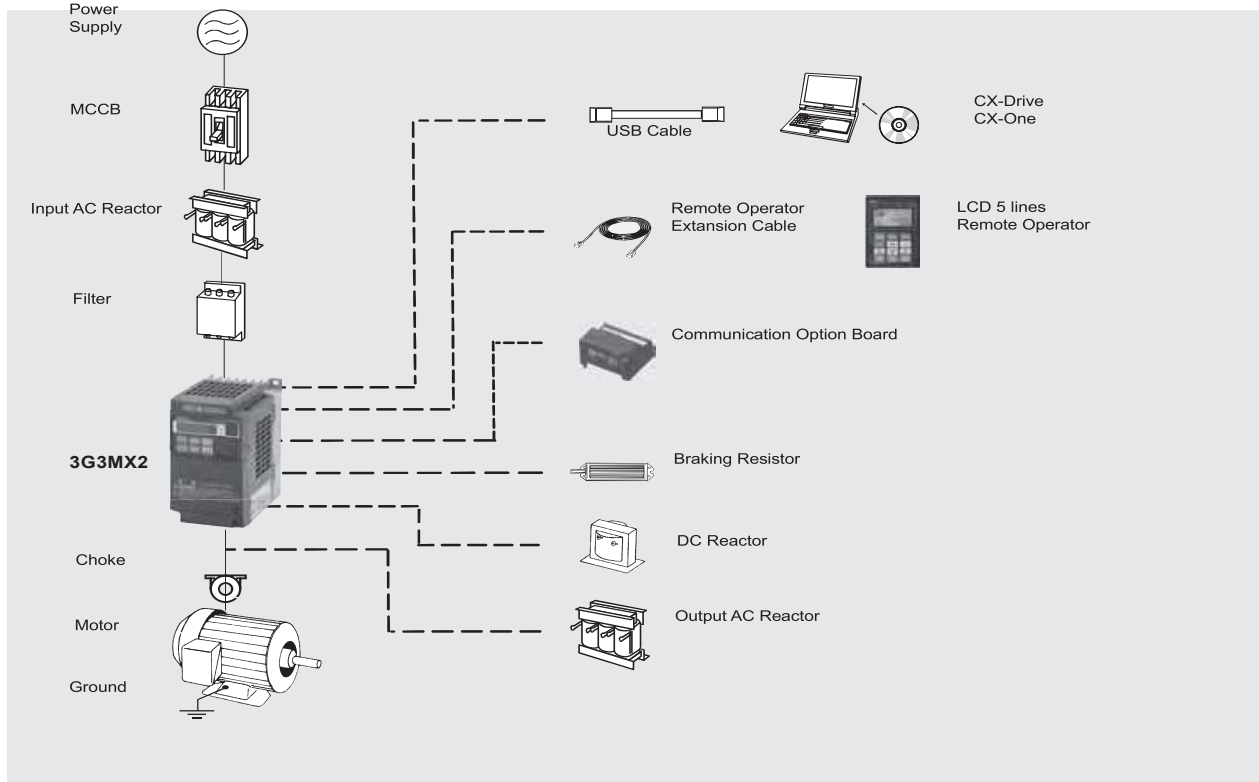 Power
Supply
MCCB
USB Cable
CX-Drive
CX-One
Input AC Reactor
Remote Operator
Extansion Cable
LCD 5 lines
Remote Operator
Filter
Communication Option Board
3G3MX2
Braking Resistor
DC Reactor
Choke
Output AC Reactor
Motor
Ground